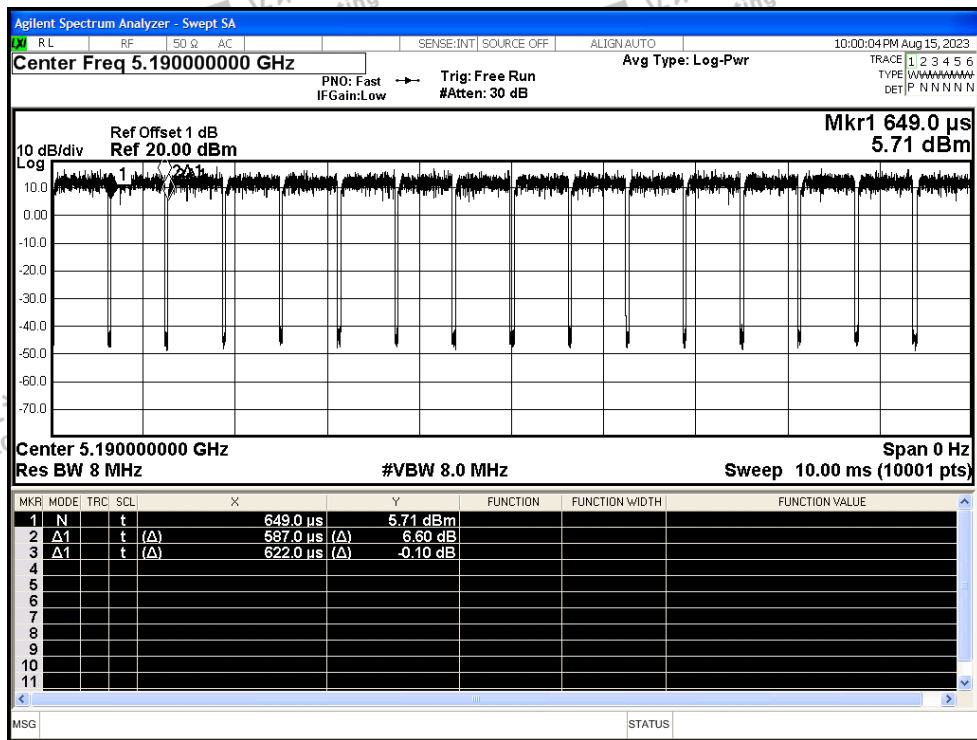 Agilent Spectrum Analyzer - Swept SA
LXI RL RF 50 Ω AC SENSE:INT SOURCE OFF ALIGN AUTO 10:00:04 PM Aug 15, 2023
Center Freq 5.190000000 GHz Avg Type: Log-Pwr TRACE 1 2 3 4 5 6
PNO: Fast Trig: Free Run TYPE W
IFGain:Low #Atten: 30 dB DET P N N N N N
Mkr1 649.0 µs
Ref Offset 1 dB
10 dB/div Ref 20.00 dBm 5.71 dBm
Log
1 2Δ1
10.0
0.00
-10.0
-20.0
-30.0
-40.0
-50.0
-60.0
-70.0
Center 5.190000000 GHz Span 0 Hz
Res BW 8 MHz #VBW 8.0 MHz Sweep 10.00 ms (10001 pts)
MKR MODE TRC SCL X Y FUNCTION FUNCTION WIDTH FUNCTION VALUE
1 N t 649.0 µs 5.71 dBm
2 Δ1 t (Δ) 587.0 µs (Δ) 6.60 dB
3 Δ1 t (Δ) 622.0 µs (Δ) -0.10 dB
4
5
6
7
8
9
10
11
MSG STATUS